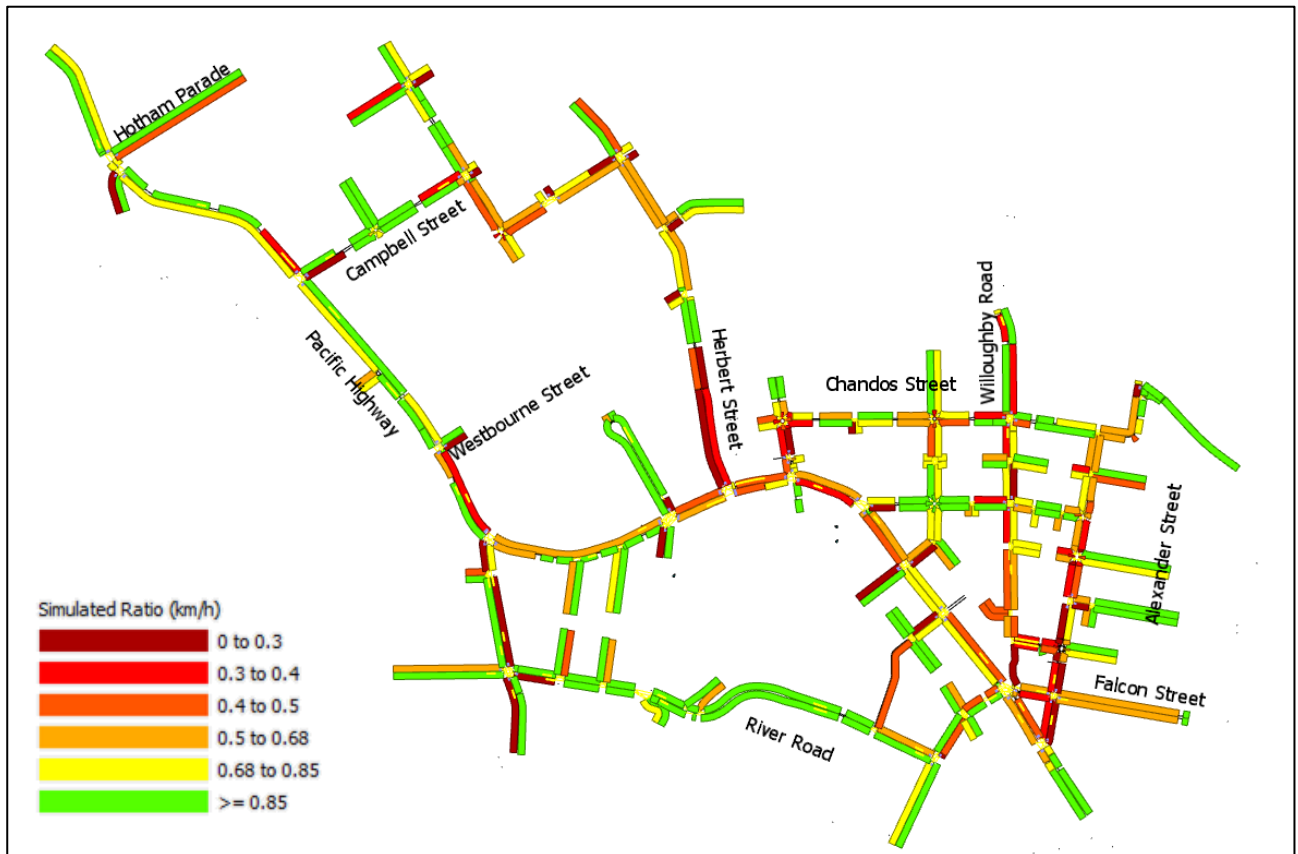 Hotham Parade
Campbell Street
Pacific Highway
Westbourne Street
Herbert Street
Chandos Street
Willoughby Road
Alexander Street
Falcon Street
River Road
Simulated Ratio (km/h)
0 to 0.3
0.3 to 0.4
0.4 to 0.5
0.5 to 0.68
0.68 to 0.85
>= 0.85